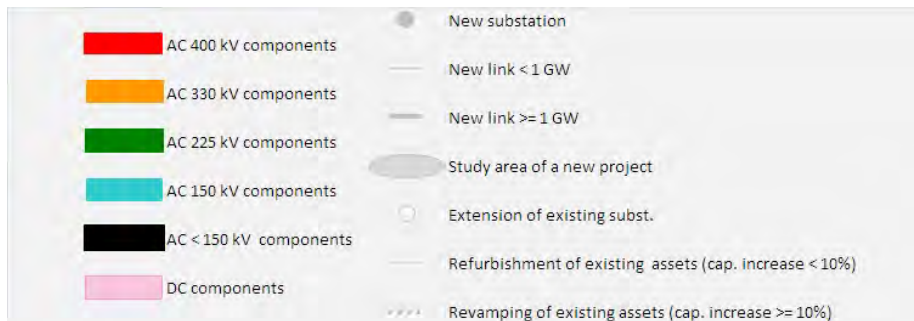 AC 400 kV components
AC 330 kV components
AC 225 kV components
AC 150 kV components
AC < 150 kV components
DC components
New substation
New link < 1 GW
New link >= 1 GW
Study area of a new project
Extension of existing subst.
Refurbishment of existing assets (cap. increase < 10%)
Revamping of existing assets (cap. increase >= 10%)